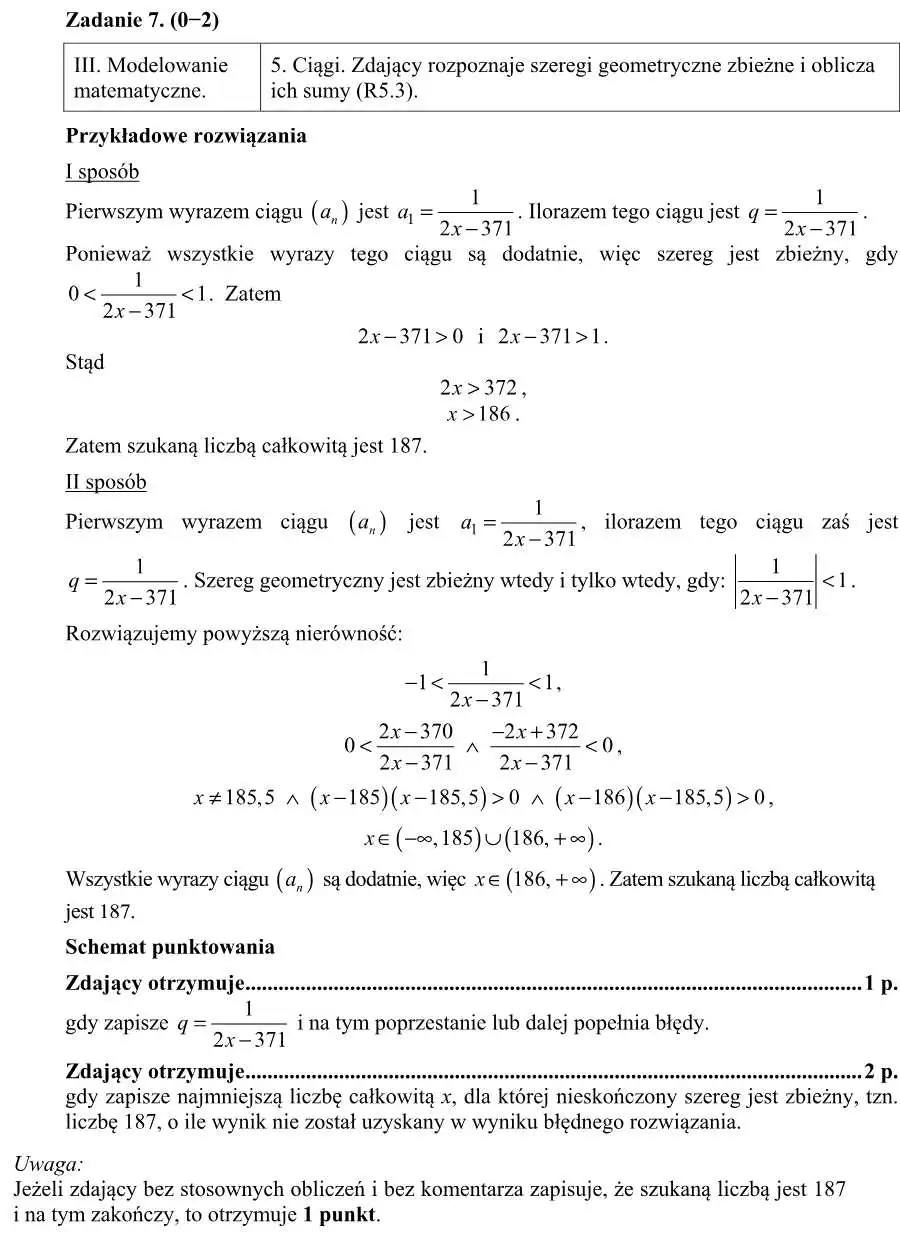 Zadanie 7. (0−2)
III. Modelowanie matematyczne.
5. Ciągi. Zdający rozpoznaje szeregi geometryczne zbieżne i oblicza ich sumy (R5.3).
Przykładowe rozwiązania
I sposób
Pierwszym wyrazem ciągu (aₙ) jest a₁ = 1/(2x−371). Ilorazem tego ciągu jest q = 1/(2x−371).
Ponieważ wszystkie wyrazy tego ciągu są dodatnie, więc szereg jest zbieżny, gdy
0 < 1/(2x−371) < 1. Zatem
2x−371>0 i 2x−371>1.
Stąd
2x > 372,
x > 186.
Zatem szukaną liczbą całkowitą jest 187.
II sposób
Pierwszym wyrazem ciągu (aₙ) jest a₁ = 1/(2x−371), ilorazem tego ciągu zaś jest
q = 1/(2x−371). Szereg geometryczny jest zbieżny wtedy i tylko wtedy, gdy: |1/(2x−371)| < 1.
Rozwiązujemy powyższą nierówność:
−1 < 1/(2x−371) < 1,
0 < (2x−370)/(2x−371) ∧ (−2x+372)/(2x−371) < 0,
x ≠ 185,5 ∧ (x−185)(x−185,5) > 0 ∧ (x−186)(x−185,5) > 0,
x ∈ (−∞, 185) ∪ (186, +∞).
Wszystkie wyrazy ciągu (aₙ) są dodatnie, więc x ∈ (186, +∞). Zatem szukaną liczbą całkowitą
jest 187.
Schemat punktowania
Zdający otrzymuje................................................................................................................1 p.
gdy zapisze q = 1/(2x−371) i na tym poprzestanie lub dalej popełnia błędy.
Zdający otrzymuje................................................................................................................2 p.
gdy zapisze najmniejszą liczbę całkowitą x, dla której nieskończony szereg jest zbieżny, tzn.
liczbę 187, o ile wynik nie został uzyskany w wyniku błędnego rozwiązania.
Uwaga:
Jeżeli zdający bez stosownych obliczeń i bez komentarza zapisuje, że szukaną liczbą jest 187
i na tym zakończy, to otrzymuje 1 punkt.